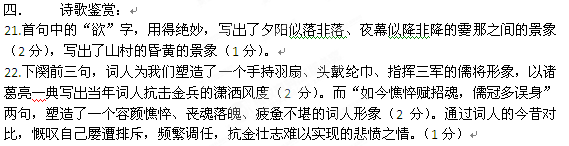 四. 诗歌鉴赏:
21.首句中的“欲”字，用得绝妙，写出了夕阳似落非落、夜幕似降非降的霎那之间的景象
（2分），写出了山村的昏黄的景象（1分）。
22.下阕前三句，词人为我们塑造了一个手持羽扇、头戴纶巾、指挥三军的儒将形象，以诸
葛亮一典写出当年词人抗击金兵的潇洒风度（2 分）。而“如今憔悴赋招魂，儒冠多误身”
两句，塑造了一个容颜憔悴、丧魂落魄、疲惫不堪的词人形象（2 分）。通过词人的今昔对
比，慨叹自己屡遭排斥，频繁调任，抗金壮志难以实现的悲愤之情。（1分）